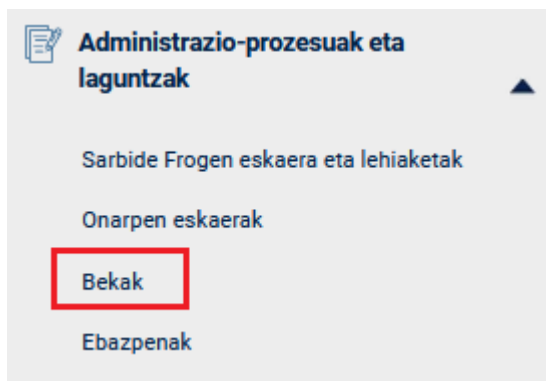 Administrazio-prozesuak eta
laguntzak
Sarbide Frogen eskaera eta lehiaketak
Onarpen eskaerak
Bekak
Ebazpenak